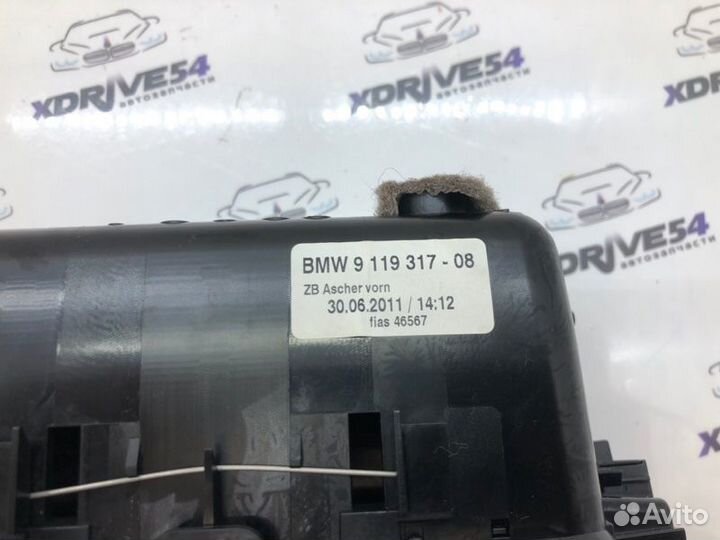 XDRIVE54
автозапчасти
XDRIVE54
автозапчасти
XDRIVE54
автозапчасти
BMW 9 119 317 - 08
ZB Ascher vorn
30.06.2011 / 14:12
fias 46567
XDRIVE54
автозапчасти
Avito